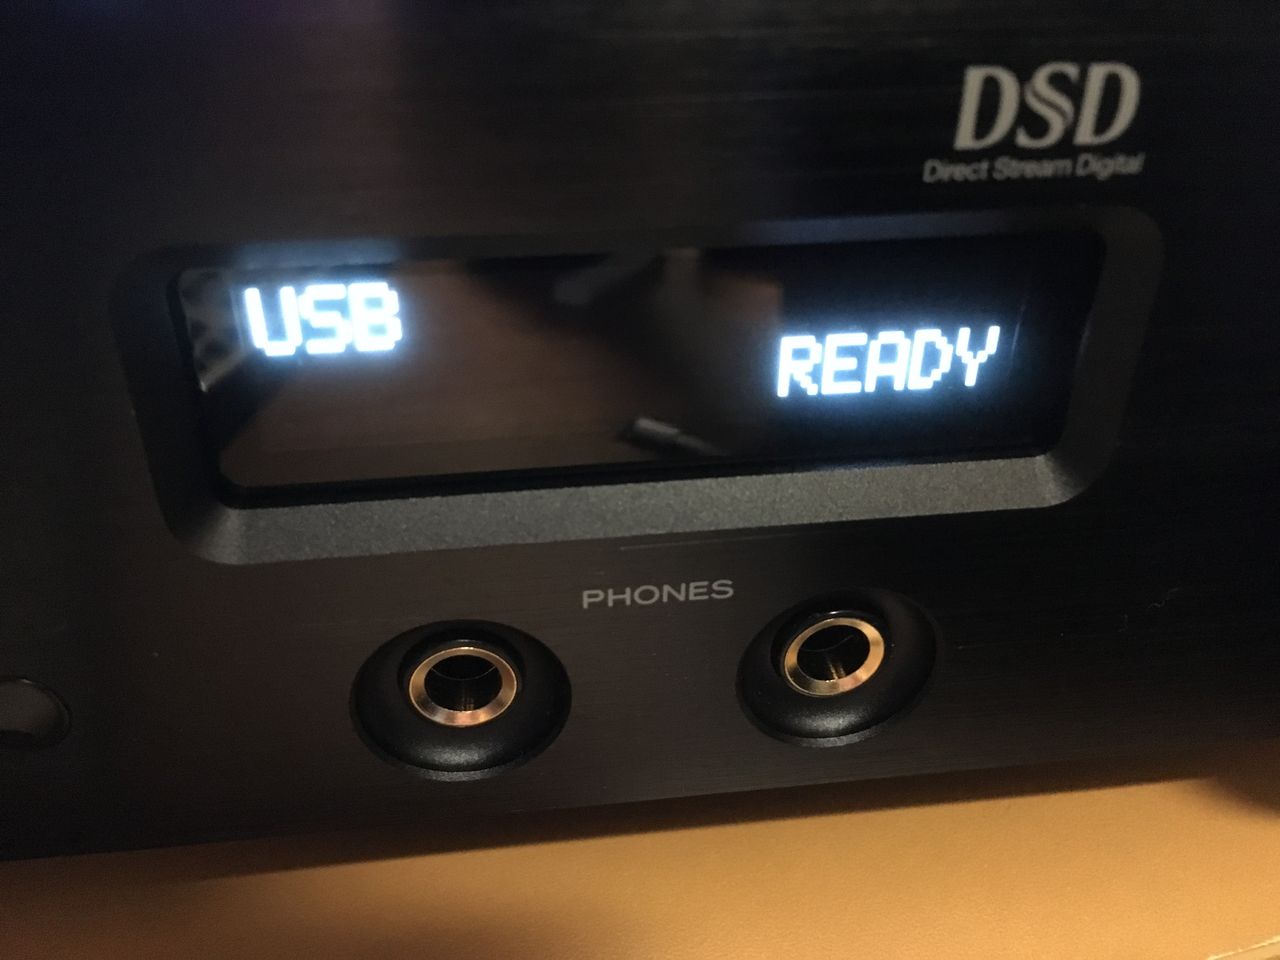 DSD
Direct Stream Digital
USB
READY
PHONES